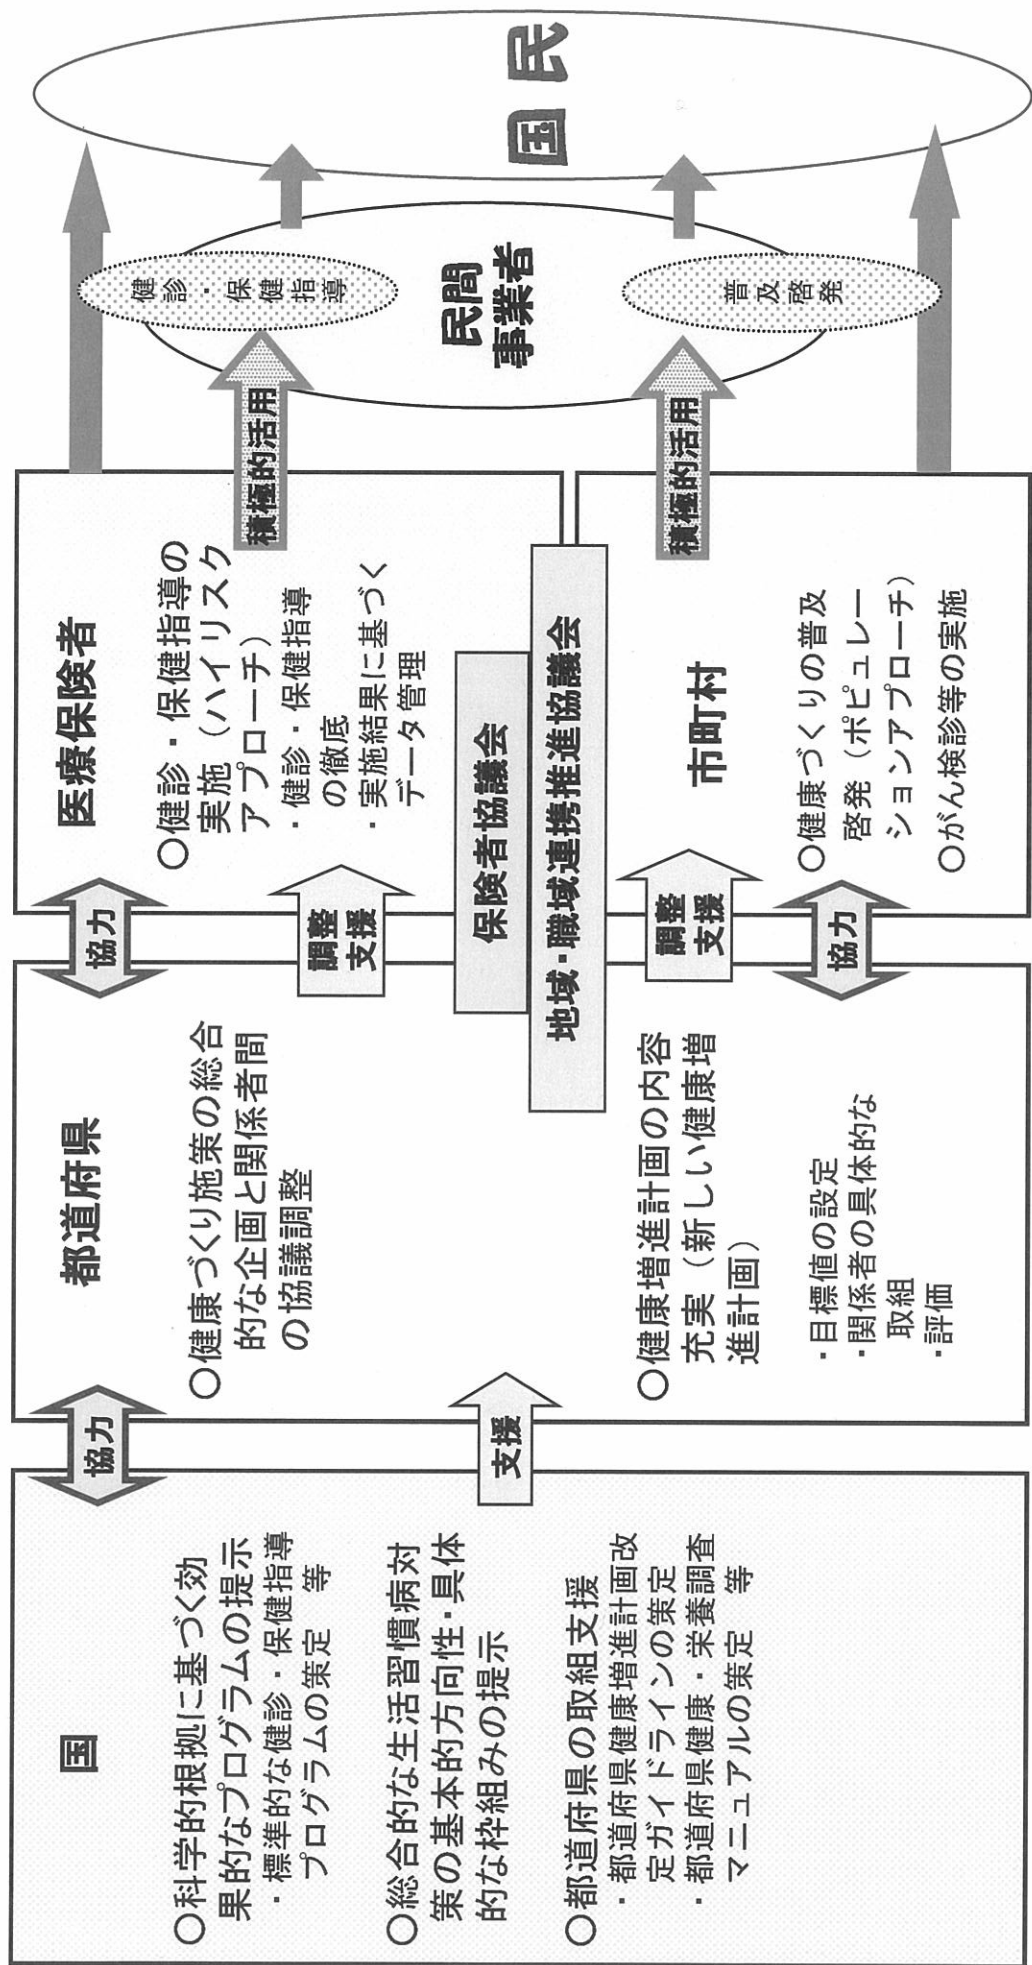 国
○科学的根拠に基づく効
果的なプログラムの提示
・標準的な健診・保健指導
プログラムの策定　等
○総合的な生活習慣病対
策の基本的方向性・具体
的な枠組みの提示
○都道府県の取組支援
・都道府県健康増進計画改
定ガイドラインの策定
・都道府県健康・栄養調査
マニュアルの策定　等
協力
支援
都道府県
○健康づくり施策の総合
的な企画と関係者間
の協議調整
○健康増進計画の内容
充実（新しい健康増
進計画）
・目標値の設定
・関係者の具体的な
取組
・評価
協力
調整
支援
保険者協議会
地域・職域連携推進協議会
調整
支援
協力
医療保険者
○健診・保健指導の
実施（ハイリスク
アプローチ）
・健診・保健指導
の徹底
・実施結果に基づく
データ管理
市町村
○健康づくりの普及
啓発（ポピュレー
ションアプローチ）
○がん検診等の実施
積極的活用
積極的活用
健診・保健指導
民間
事業者
普及啓発
国民